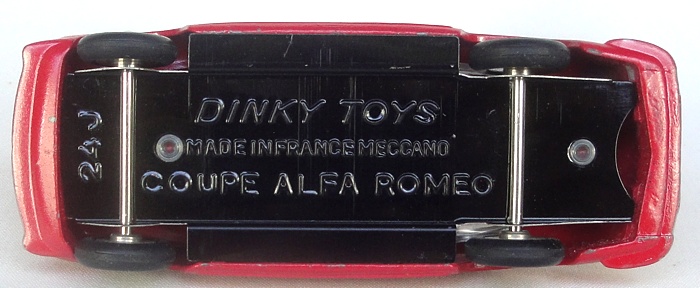 DINKY TOYS
MADE IN FRANCE MECCANO
COUPE ALFA ROMEO
24J